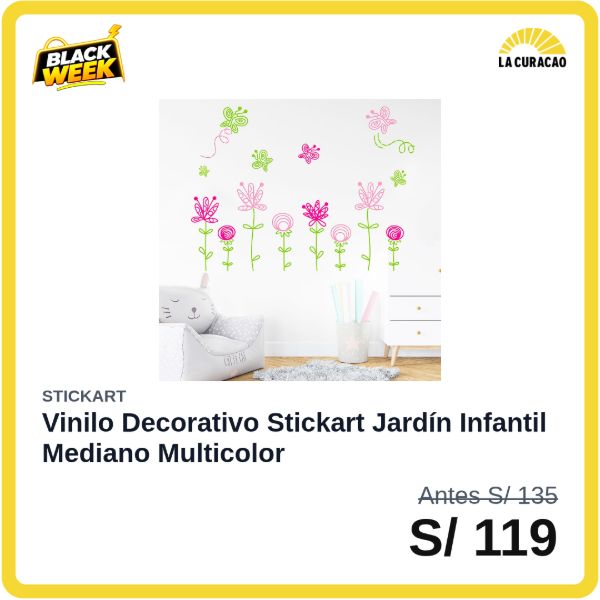 BLACK
WEEK
LA CURACAO
STICKART
Vinilo Decorativo Stickart Jardín Infantil
Mediano Multicolor
Antes S/ 135
S/ 119